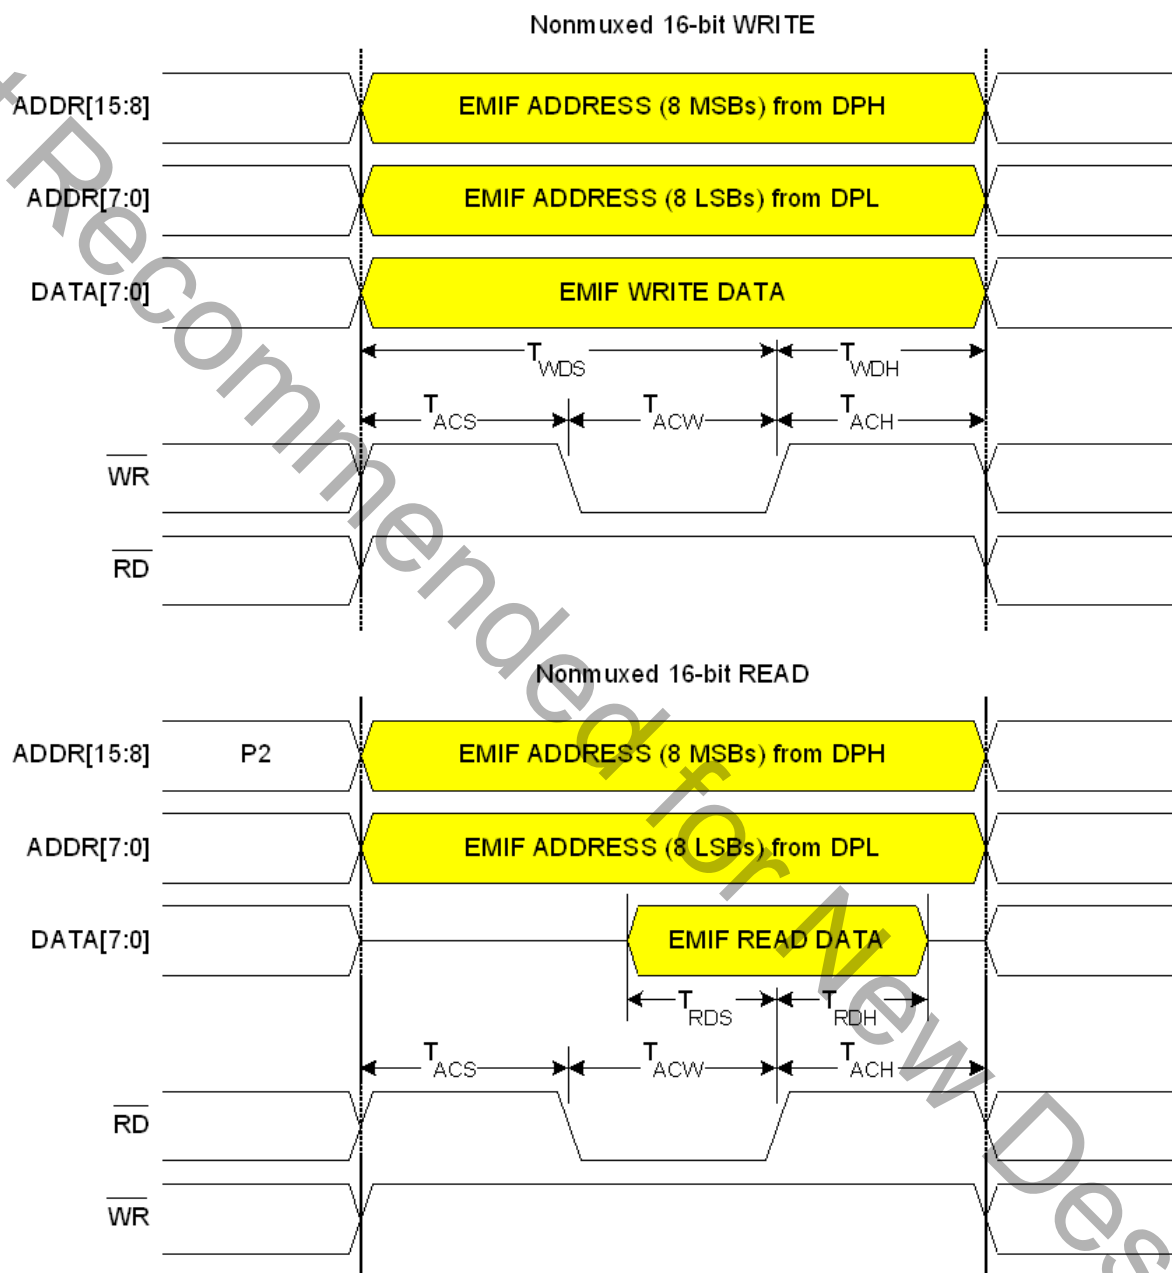 Nonmuxed 16-bit WRITE
ADDR[15:8] EMIF ADDRESS (8 MSBs) from DPH
ADDR[7:0] EMIF ADDRESS (8 LSBs) from DPL
DATA[7:0] EMIF WRITE DATA
TWDS TWDH
TACS TACW TACH
WR
RD
Nonmuxed 16-bit READ
ADDR[15:8] P2 EMIF ADDRESS (8 MSBs) from DPH
ADDR[7:0] EMIF ADDRESS (8 LSBs) from DPL
DATA[7:0] EMIF READ DATA
TRDS TRDH
TACS TACW TACH
RD
WR
Recommended for New Des